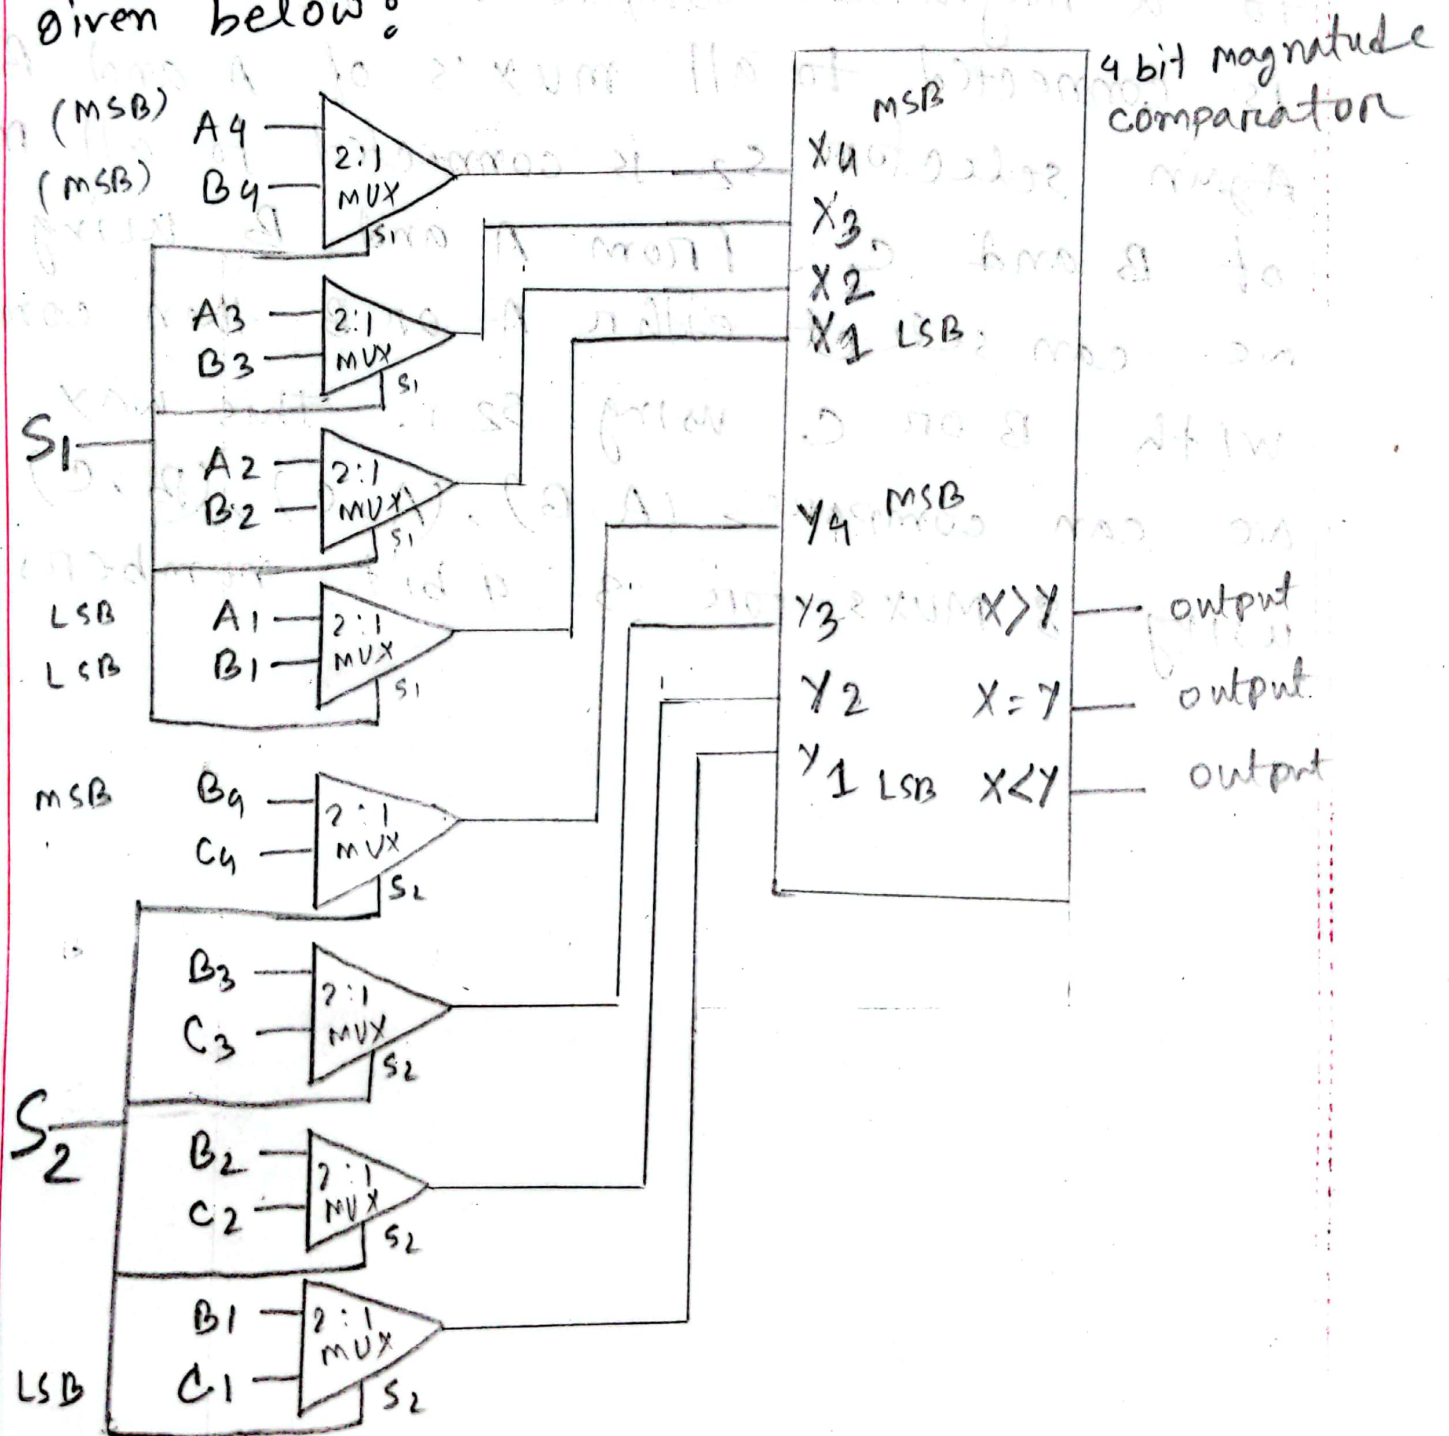 given below:
4 bit magnatude
comparator
(MSB) A4
(MSB) B4
2:1
MUX
S1
A3
B3
2:1
MUX
S1
S1
A2
B2
2:1
MUX
S1
LSB A1
LSB B1
2:1
MUX
S1
MSB B4
C4
2:1
MUX
S2
B3
C3
2:1
MUX
S2
S2
B2
C2
2:1
MUX
S2
B1
LSB C1
2:1
MUX
S2
MSB
X4
X3
X2
X1 LSB
Y4 MSB
Y3 X>Y output
Y2 X=Y output
Y1 LSB X<Y output